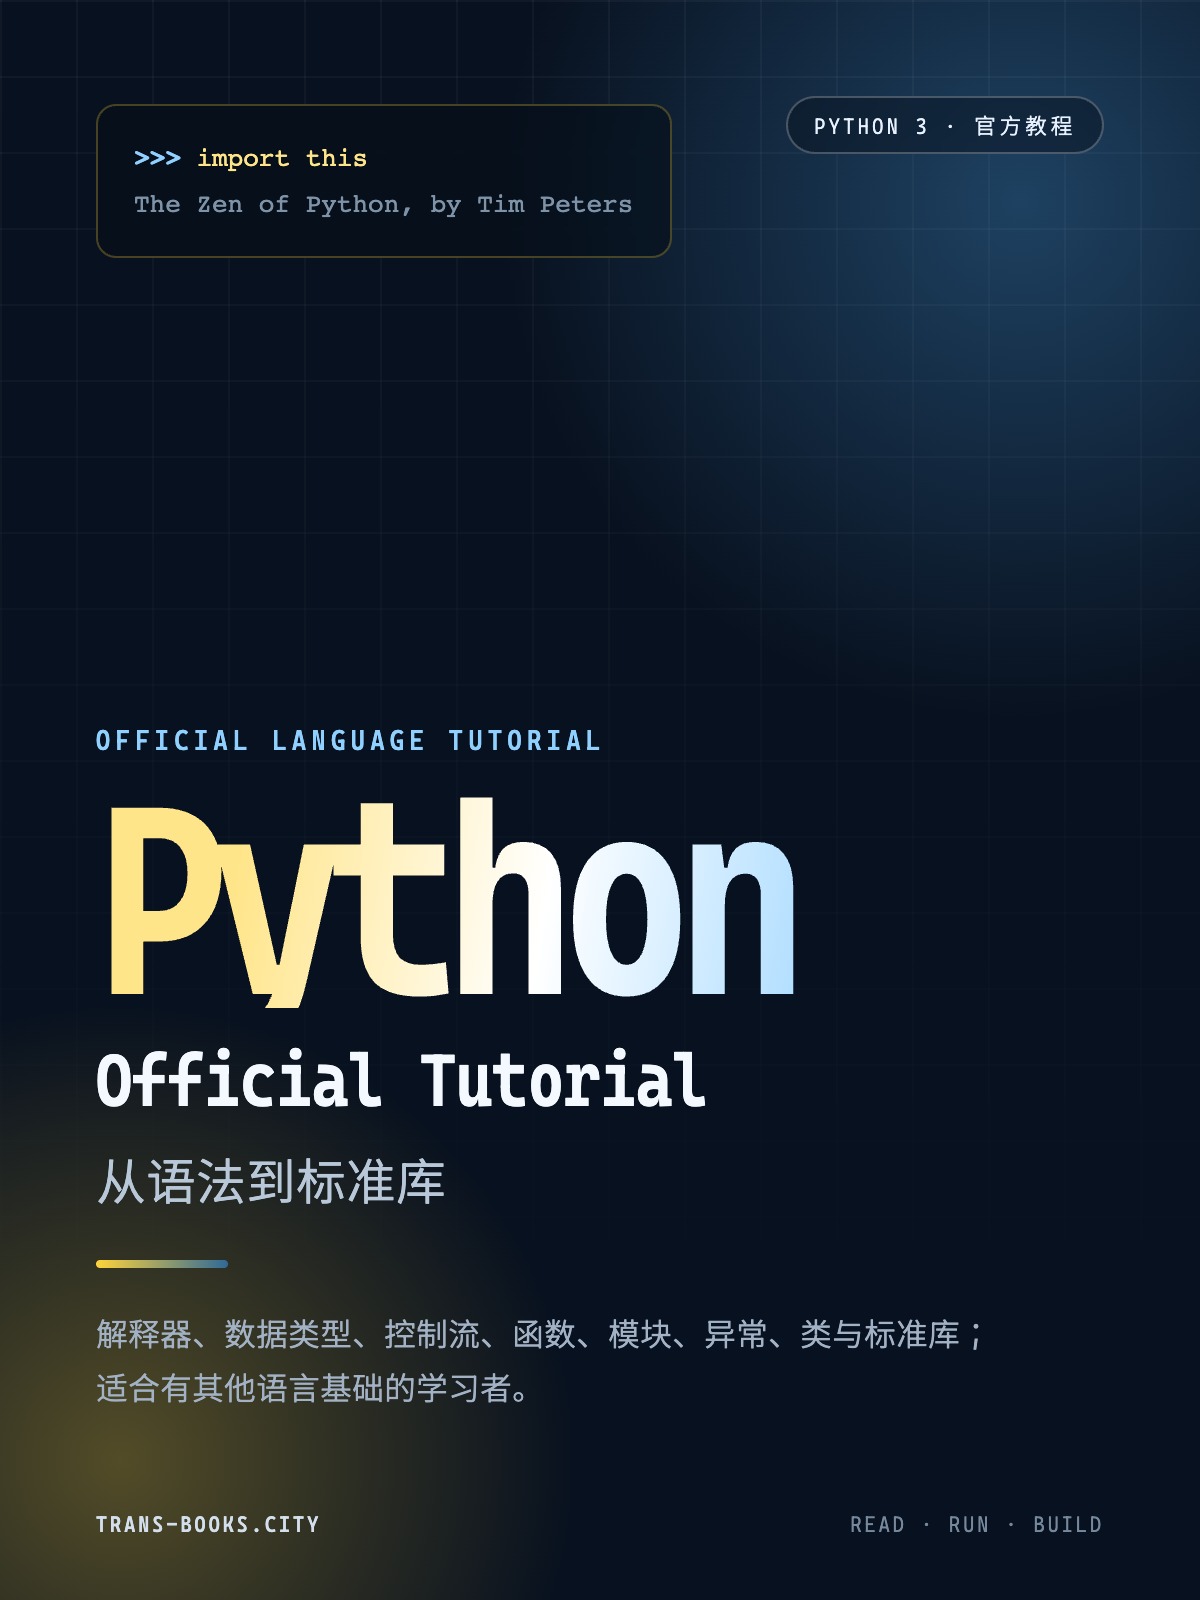 >>> import this
The Zen of Python, by Tim Peters
PYTHON 3 · 官方教程
OFFICIAL LANGUAGE TUTORIAL
Python
Official Tutorial
从语法到标准库
解释器、数据类型、控制流、函数、模块、异常、类与标准库；
适合有其他语言基础的学习者。
TRANS-BOOKS.CITY
READ · RUN · BUILD